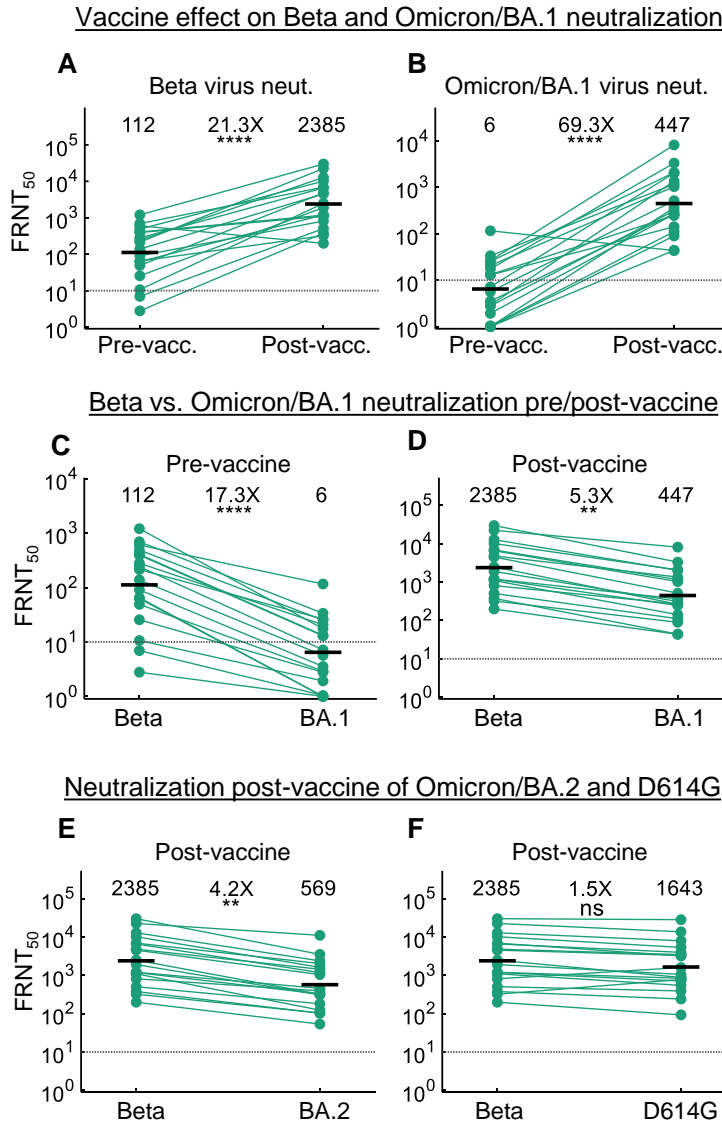 Vaccine effect on Beta and Omicron/BA.1 neutralization
A
Beta virus neut.
112 21.3X 2385
****
FRNT50
10^5
10^4
10^3
10^2
10^1
10^0
Pre-vacc. Post-vacc.
B
Omicron/BA.1 virus neut.
6 69.3X 447
****
10^4
10^3
10^2
10^1
10^0
Pre-vacc. Post-vacc.
Beta vs. Omicron/BA.1 neutralization pre/post-vaccine
C
Pre-vaccine
112 17.3X 6
****
FRNT50
10^4
10^3
10^2
10^1
10^0
Beta BA.1
D
Post-vaccine
2385 5.3X 447
**
10^5
10^4
10^3
10^2
10^1
10^0
Beta BA.1
Neutralization post-vaccine of Omicron/BA.2 and D614G
E
Post-vaccine
2385 4.2X 569
**
FRNT50
10^5
10^4
10^3
10^2
10^1
10^0
Beta BA.2
F
Post-vaccine
2385 1.5X 1643
ns
10^5
10^4
10^3
10^2
10^1
10^0
Beta D614G